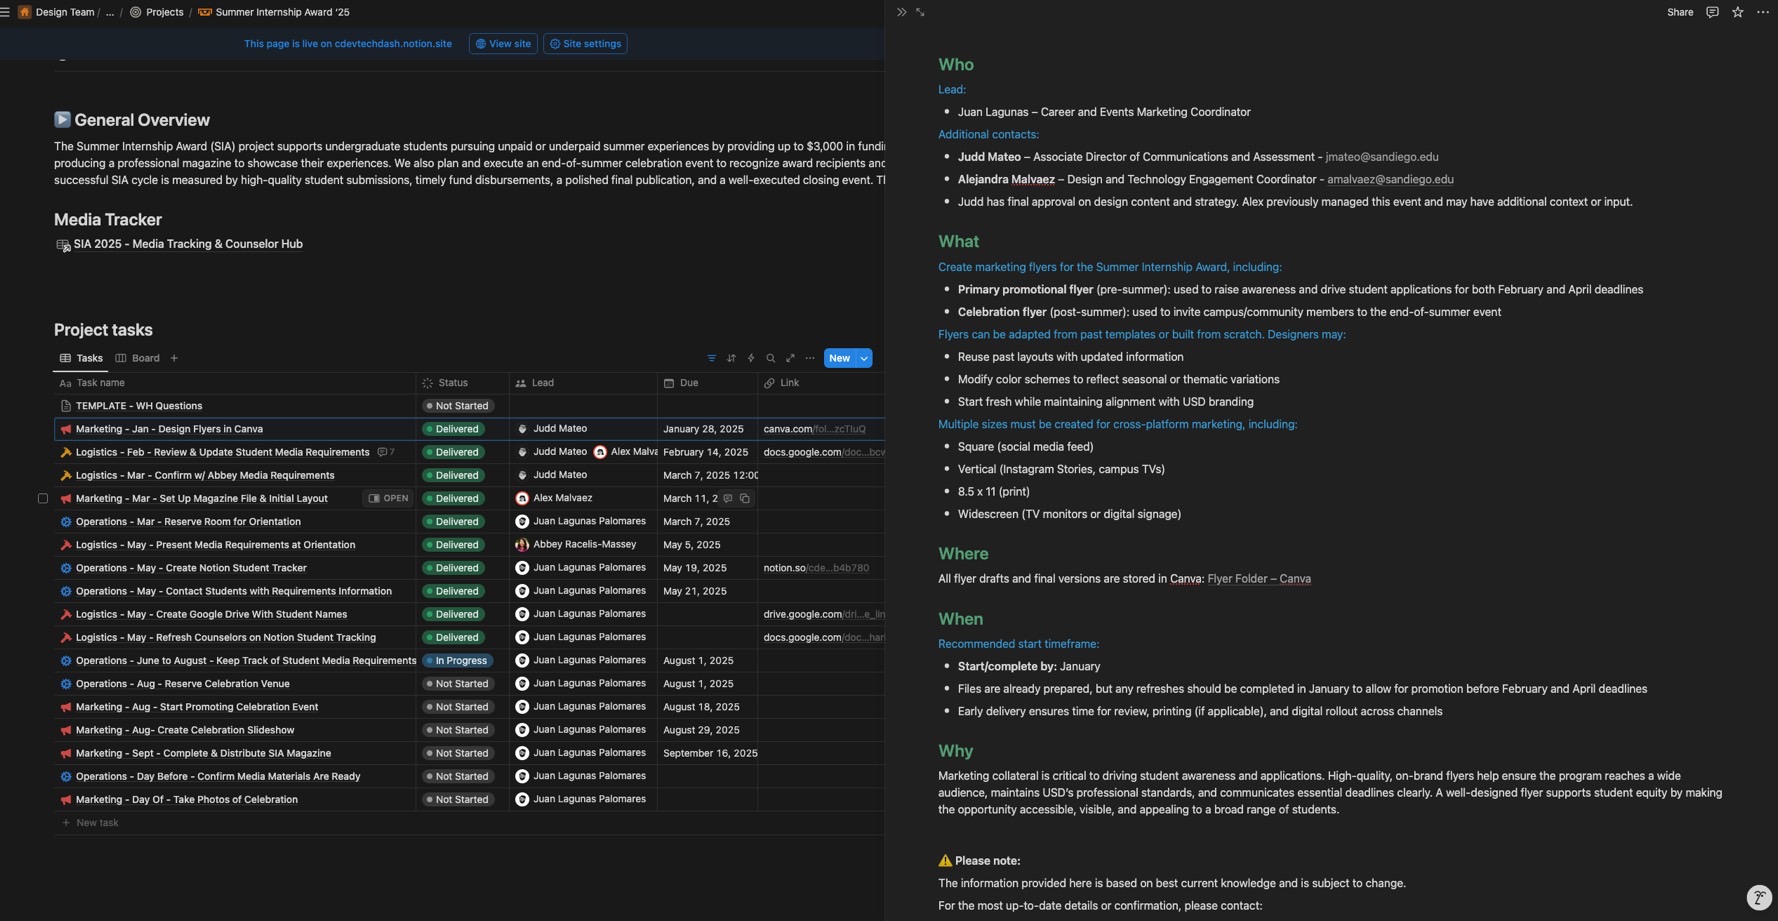 Design Team / ... / Projects / Summer Internship Award '25
This page is live on cdevtechdash.notion.site View site Site settings
General Overview
The Summer Internship Award (SIA) project supports undergraduate students pursuing unpaid or underpaid summer experiences by providing up to $3,000 in
producing a professional magazine to showcase their experiences. We also plan and execute an end-of-summer celebration event to recognize award recipients
successful SIA cycle is measured by high-quality student submissions, timely fund disbursements, a polished final publication, and a well-executed closing event.
Media Tracker
SIA 2025 - Media Tracking & Counselor Hub
Project tasks
Tasks Board + New
Aa Task name Status Lead Due Link
TEMPLATE - WH Questions Not Started
Marketing - Jan - Design Flyers in Canva Delivered Judd Mateo January 28, 2025 canva.com/fol...zcTluQ
Logistics - Feb - Review & Update Student Media Requirements 7 Delivered Judd Mateo Alex Malva February 14, 2025 docs.google.com/doc...
Logistics - Mar - Confirm w/ Abbey Media Requirements Delivered Judd Mateo March 7, 2025 12:00
Marketing - Mar - Set Up Magazine File & Initial Layout OPEN Delivered Alex Malvaez March 11, 2
Operations - Mar - Reserve Room for Orientation Delivered Juan Lagunas Palomares March 7, 2025
Logistics - May - Present Media Requirements at Orientation Delivered Abbey Racelis-Massey May 5, 2025
Operations - May - Create Notion Student Tracker Delivered Juan Lagunas Palomares May 19, 2025 notion.so/cde...b4b780
Operations - May - Contact Students with Requirements Information Delivered Juan Lagunas Palomares May 21, 2025
Logistics - May - Create Google Drive With Student Names Delivered Juan Lagunas Palomares drive.google.com/dri...e_lin
Logistics - May - Refresh Counselors on Notion Student Tracking Delivered Juan Lagunas Palomares docs.google.com/doc...
Operations - June to August - Keep Track of Student Media Requirements In Progress Juan Lagunas Palomares August 1, 2025
Operations - Aug - Reserve Celebration Venue Not Started Juan Lagunas Palomares August 1, 2025
Marketing - Aug - Start Promoting Celebration Event Not Started Juan Lagunas Palomares August 18, 2025
Marketing - Aug- Create Celebration Slideshow Not Started Juan Lagunas Palomares August 29, 2025
Marketing - Sept - Complete & Distribute SIA Magazine Not Started Juan Lagunas Palomares September 16, 2025
Operations - Day Before - Confirm Media Materials Are Ready Not Started Juan Lagunas Palomares
Marketing - Day Of - Take Photos of Celebration Not Started Juan Lagunas Palomares
+ New task
Share
Who
Lead:
• Juan Lagunas – Career and Events Marketing Coordinator
Additional contacts:
• Judd Mateo – Associate Director of Communications and Assessment - jmateo@sandiego.edu
• Alejandra Malvaez – Design and Technology Engagement Coordinator - amalvaez@sandiego.edu
• Judd has final approval on design content and strategy. Alex previously managed this event and may have additional context or input.
What
Create marketing flyers for the Summer Internship Award, including:
• Primary promotional flyer (pre-summer): used to raise awareness and drive student applications for both February and April deadlines
• Celebration flyer (post-summer): used to invite campus/community members to the end-of-summer event
Flyers can be adapted from past templates or built from scratch. Designers may:
• Reuse past layouts with updated information
• Modify color schemes to reflect seasonal or thematic variations
• Start fresh while maintaining alignment with USD branding
Multiple sizes must be created for cross-platform marketing, including:
• Square (social media feed)
• Vertical (Instagram Stories, campus TVs)
• 8.5 x 11 (print)
• Widescreen (TV monitors or digital signage)
Where
All flyer drafts and final versions are stored in Canva: Flyer Folder – Canva
When
Recommended start timeframe:
• Start/complete by: January
• Files are already prepared, but any refreshes should be completed in January to allow for promotion before February and April deadlines
• Early delivery ensures time for review, printing (if applicable), and digital rollout across channels
Why
Marketing collateral is critical to driving student awareness and applications. High-quality, on-brand flyers help ensure the program reaches a wide
audience, maintains USD's professional standards, and communicates essential deadlines clearly. A well-designed flyer supports student equity by making
the opportunity accessible, visible, and appealing to a broad range of students.
Please note:
The information provided here is based on best current knowledge and is subject to change.
For the most up-to-date details or confirmation, please contact: